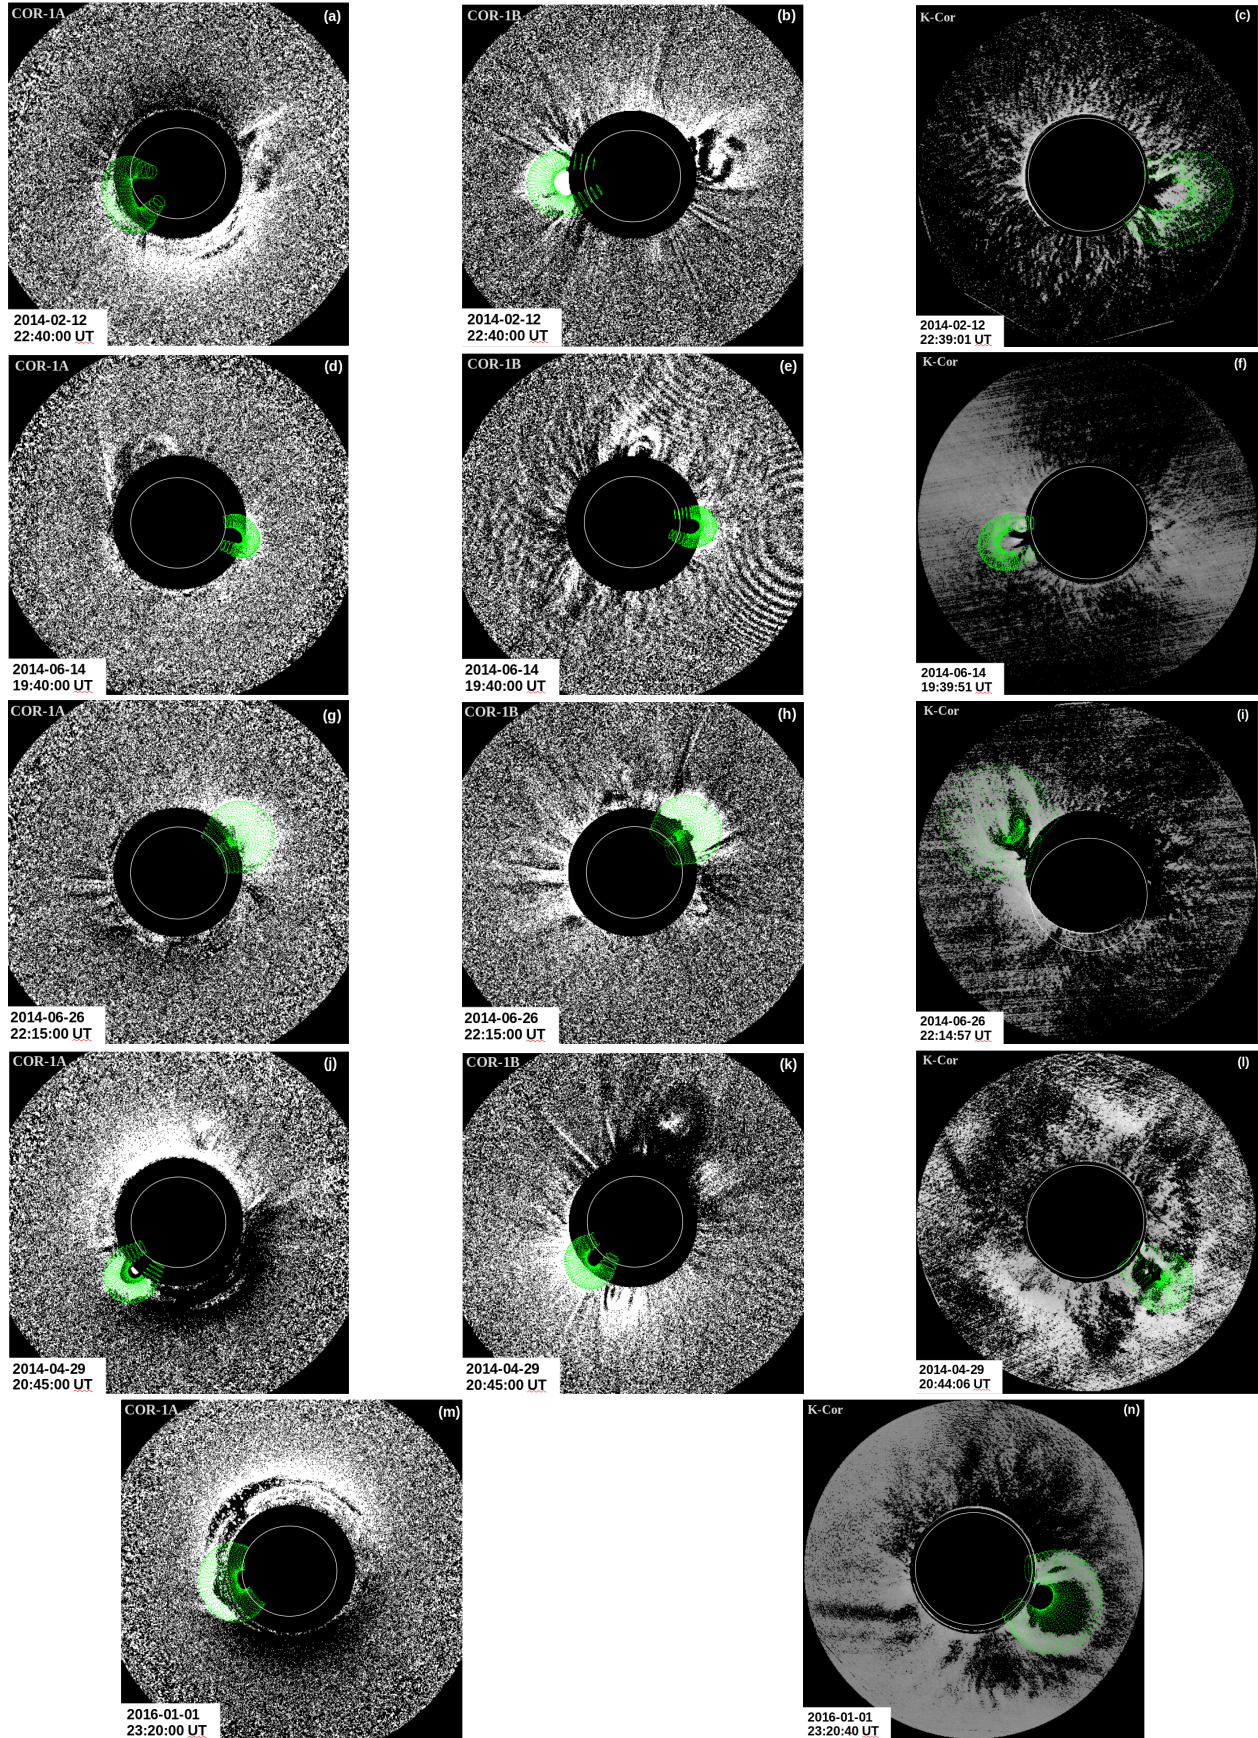 COR-1A
(a)
2014-02-12
22:40:00 UT
COR-1B
(b)
2014-02-12
22:40:00 UT
K-Cor
(c)
2014-02-12
22:39:01 UT
COR-1A
(d)
2014-06-14
19:40:00 UT
COR-1B
(e)
2014-06-14
19:40:00 UT
K-Cor
(f)
2014-06-14
19:39:51 UT
COR-1A
(g)
2014-06-26
22:15:00 UT
COR-1B
(h)
2014-06-26
22:15:00 UT
K-Cor
(i)
2014-06-26
22:14:57 UT
COR-1A
(j)
2014-04-29
20:45:00 UT
COR-1B
(k)
2014-04-29
20:45:00 UT
K-Cor
(l)
2014-04-29
20:44:06 UT
COR-1A
(m)
2016-01-01
23:20:00 UT
K-Cor
(n)
2016-01-01
23:20:40 UT